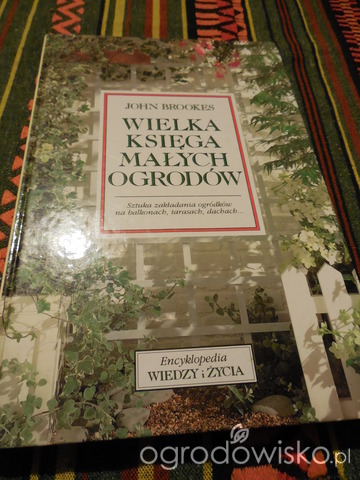 JOHN BROOKES
WIELKA
KSIĘGA
MAŁYCH
OGRODÓW
Sztuka zakładania ogródków
na balkonach, tarasach, dachach...
Encyklopedia
WIEDZY i ŻYCIA
ogrodowisko.pl